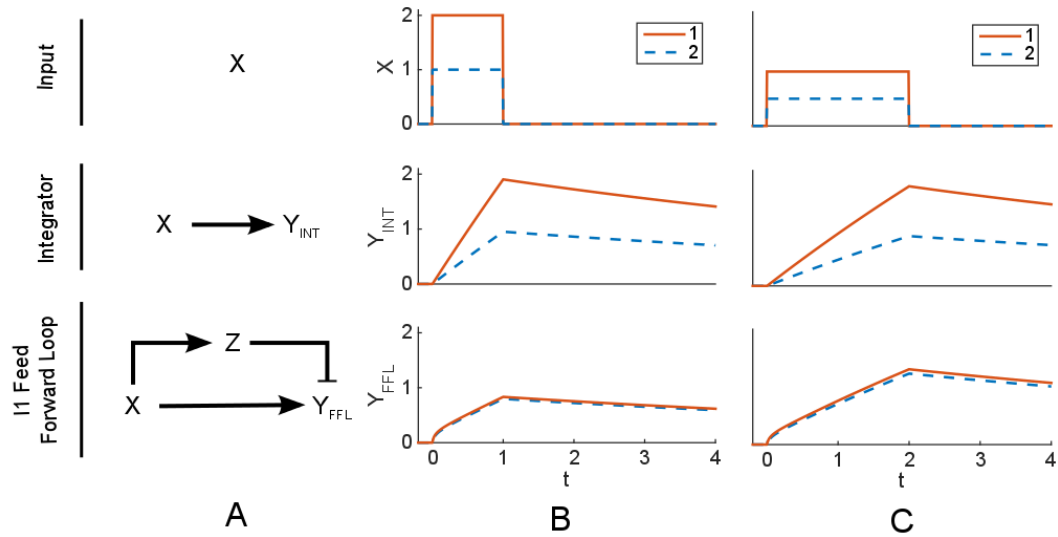 Input
X
Integrator
X Y_INT
I1 Feed
Forward Loop
Z
X Y_FFL
A
X
2
1
0
1
2
Y_INT
2
1
0
Y_FFL
2
1
0
0 1 2 3 4
t
B
1
2
0 1 2 3 4
t
C